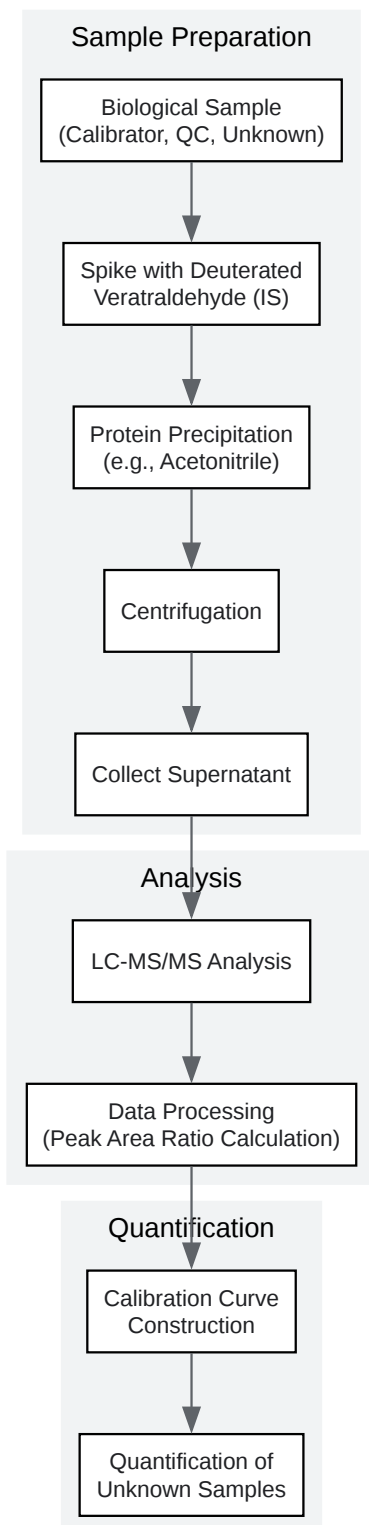 Sample Preparation
Biological Sample
(Calibrator, QC, Unknown)
Spike with Deuterated
Veratraldehyde (IS)
Protein Precipitation
(e.g., Acetonitrile)
Centrifugation
Collect Supernatant
Analysis
LC-MS/MS Analysis
Data Processing
(Peak Area Ratio Calculation)
Quantification
Calibration Curve
Construction
Quantification of
Unknown Samples